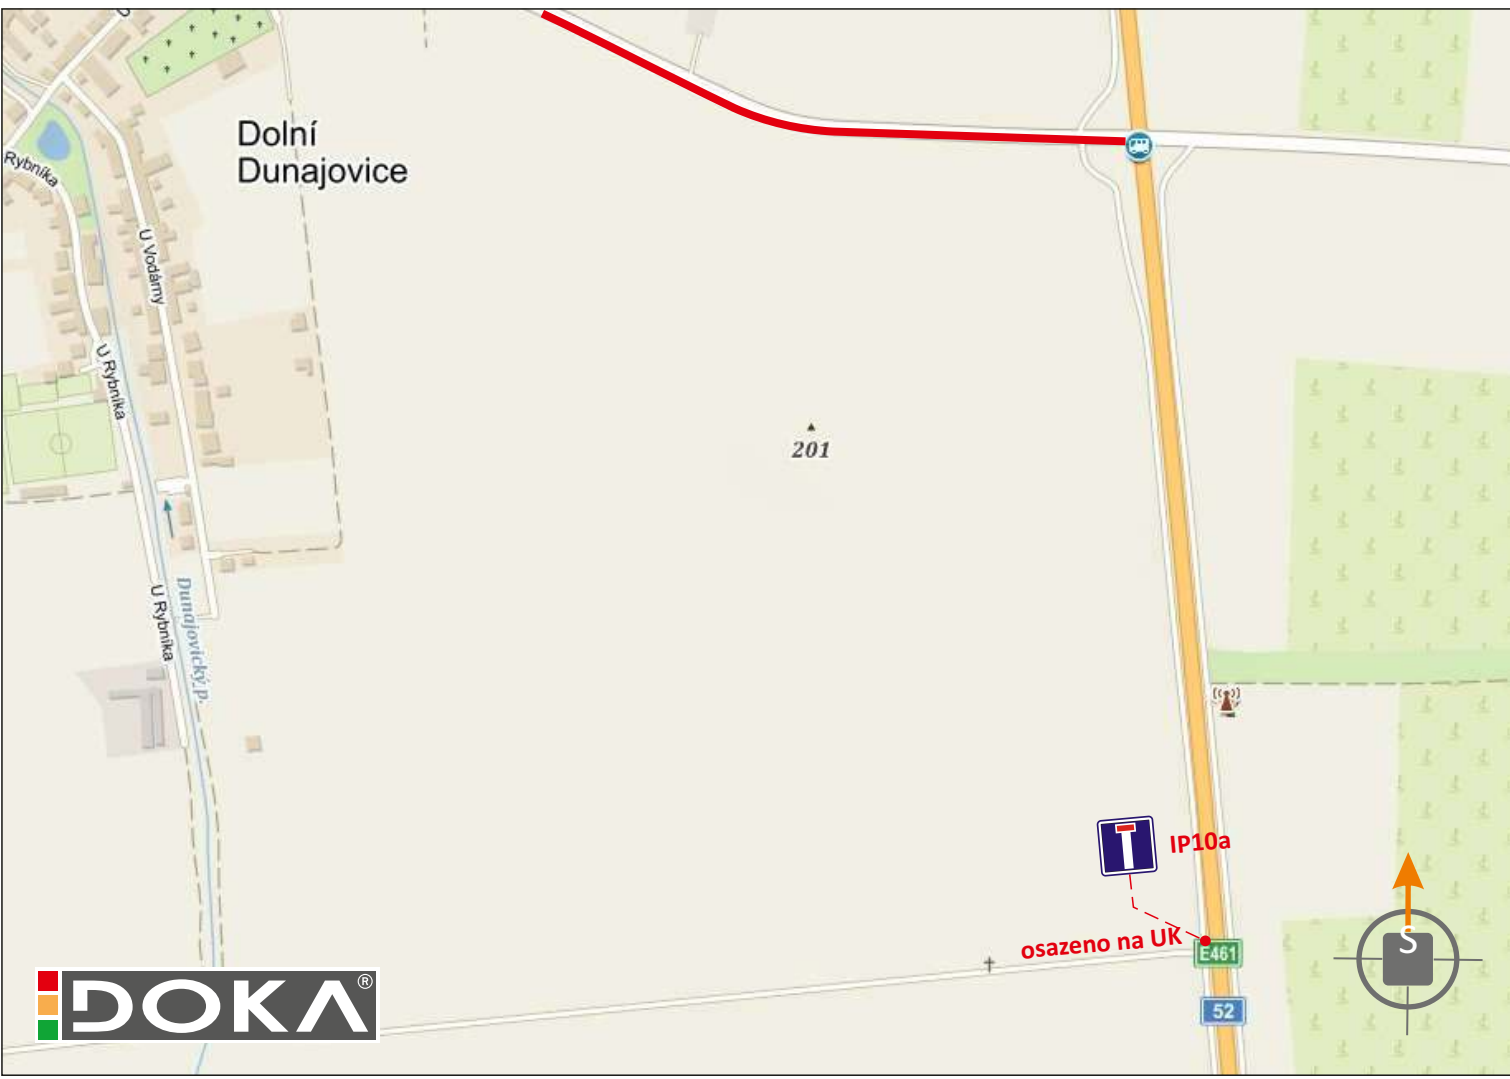 Dolní
Dunajovice
Rybníka
U Vodárny
U Rybníka
201
U Rybníka
Dunajovický p.
IP10a
osazeno na UK
E461
52
S
DOKA®